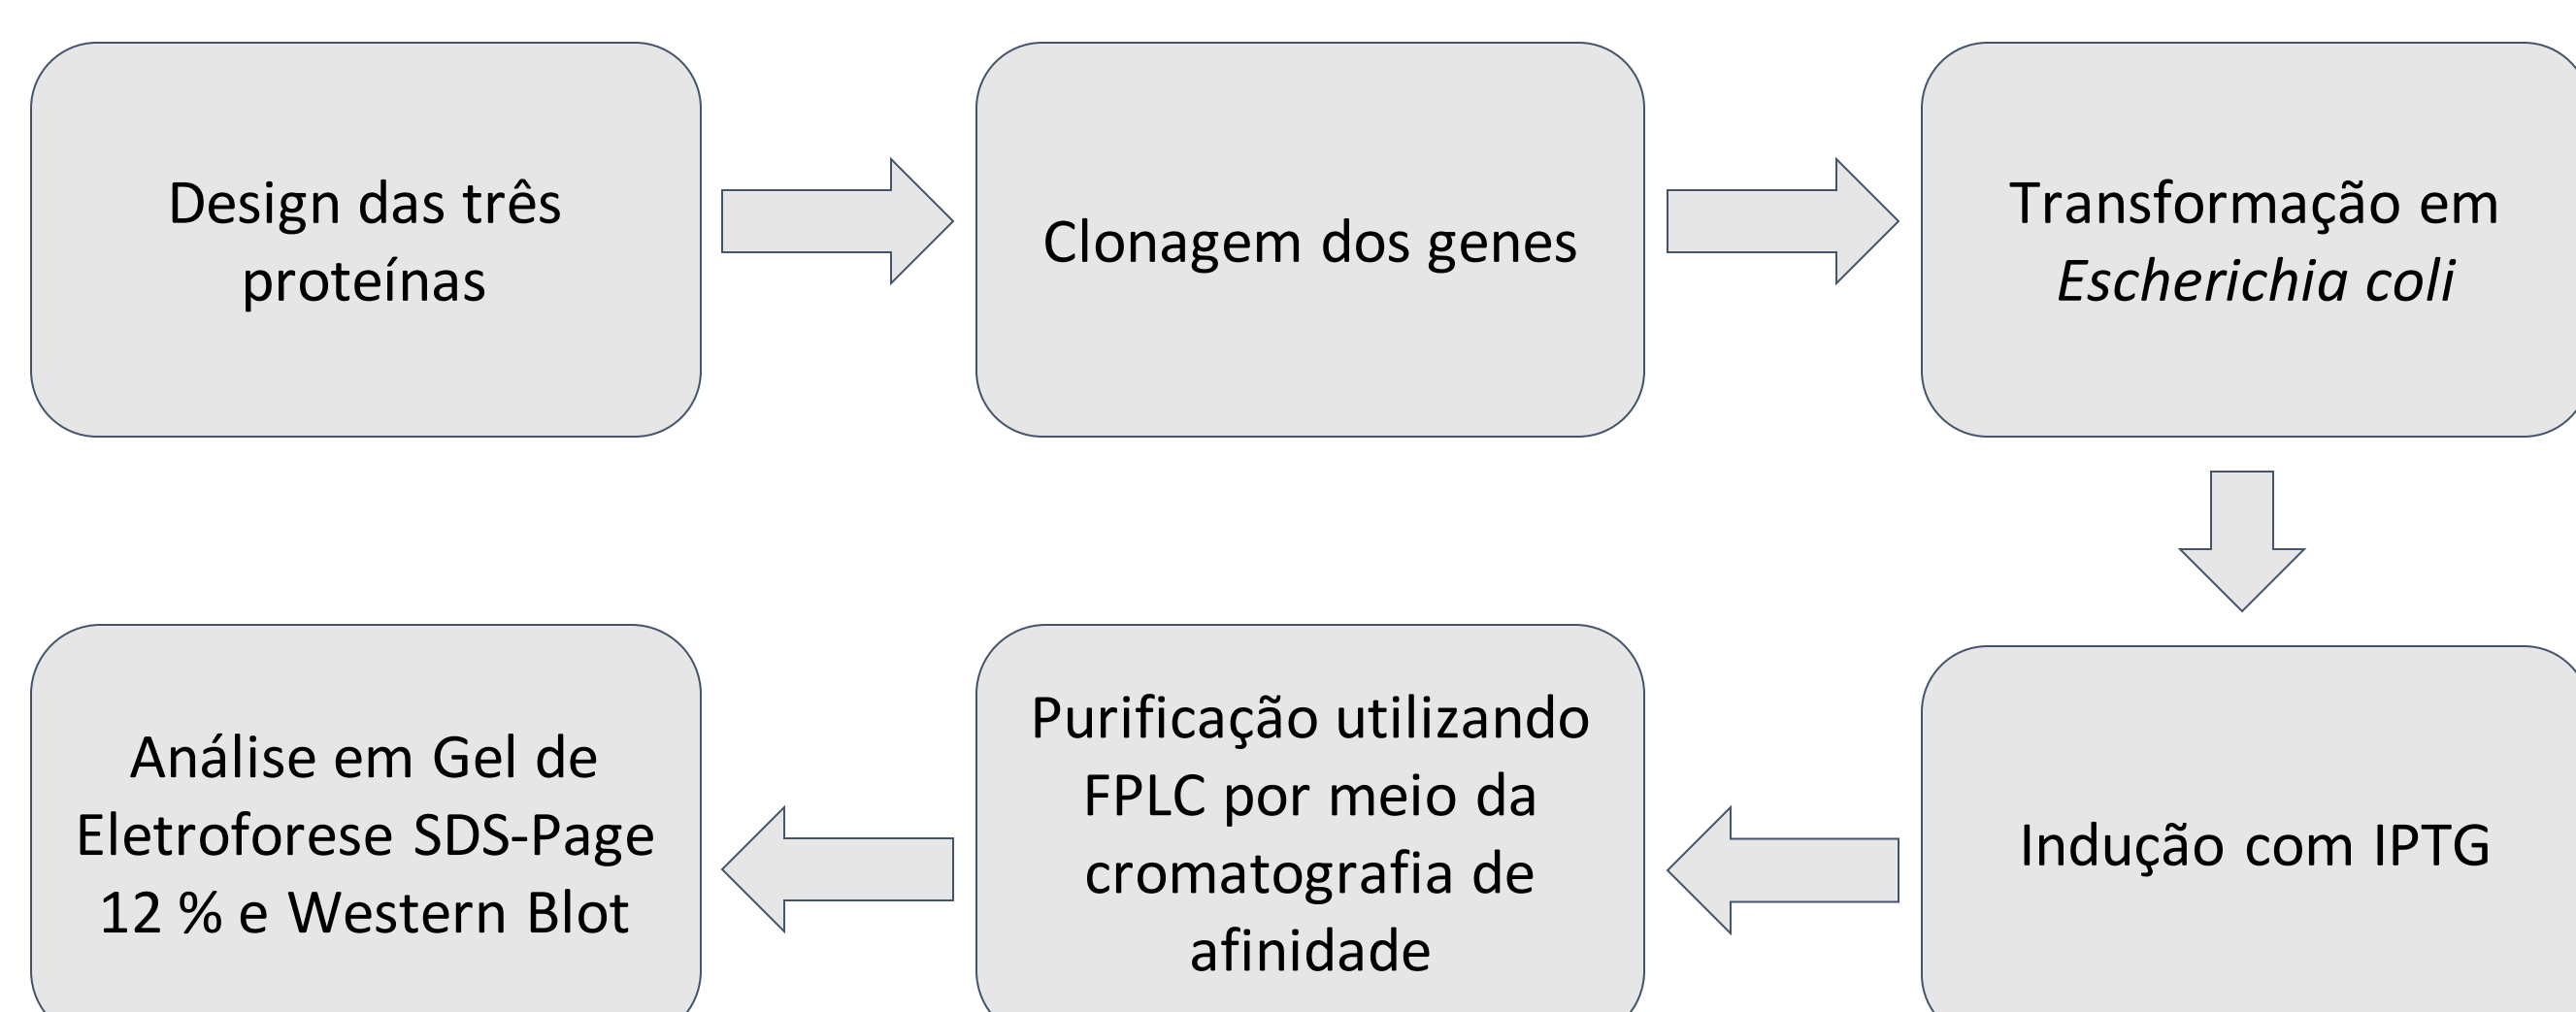 Design das três
proteínas
Clonagem dos genes
Transformação em
Escherichia coli
Indução com IPTG
Purificação utilizando
FPLC por meio da
cromatografia de
afinidade
Análise em Gel de
Eletroforese SDS-Page
12 % e Western Blot